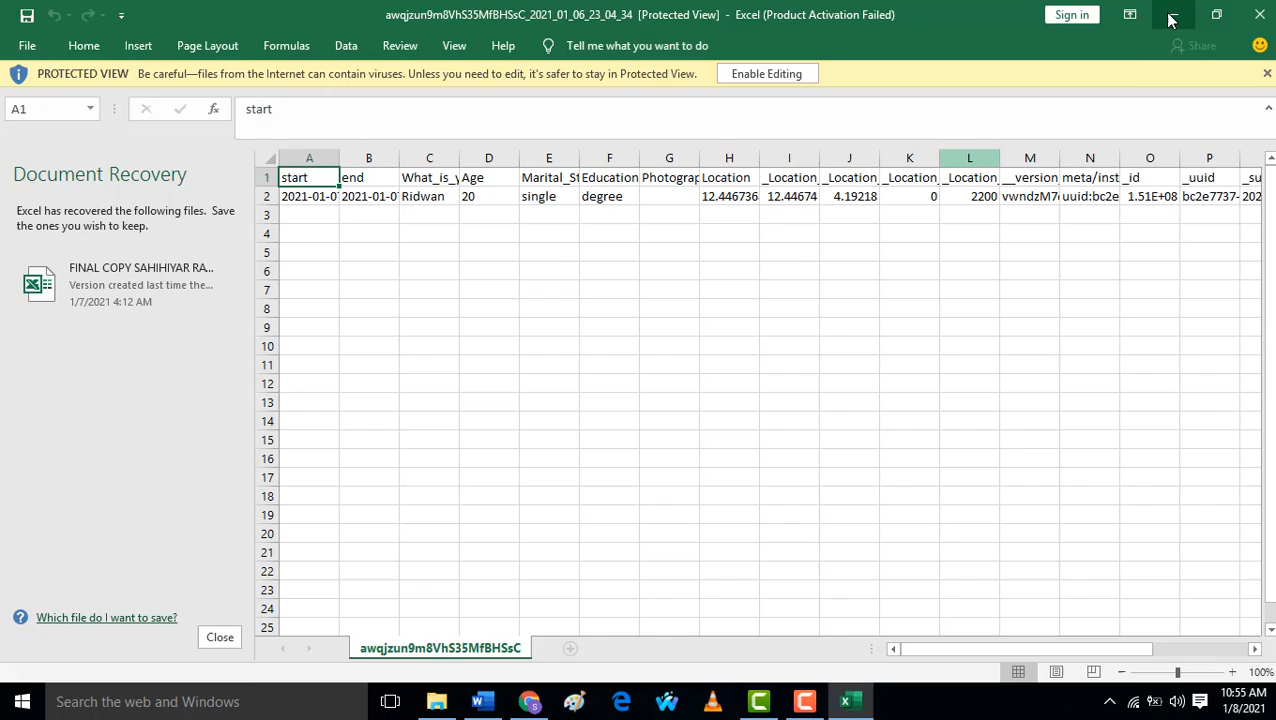 awqjzun9m8VhS35MfBHSsC_2021_01_06_23_04_34 [Protected View] - Excel (Product Activation Failed)
Sign in
File Home Insert Page Layout Formulas Data Review View Help Tell me what you want to do Share
PROTECTED VIEW Be careful—files from the Internet can contain viruses. Unless you need to edit, it's safer to stay in Protected View. Enable Editing
A1 fx start
Document Recovery
Excel has recovered the following files. Save
the ones you wish to keep.
FINAL COPY SAHIHIYAR RA...
Version created last time the...
1/7/2021 4:12 AM
Which file do I want to save?
Close
A B C D E F G H I J K L M N O P
1 start end What_is_y Age Marital_St Education Photograp Location _Location _Location _Location _Location __version meta/inst _id _uuid _su
2 2021-01-0 2021-01-0 Ridwan 20 single degree 12.446736 12.44674 4.19218 0 2200 vwndzM7 uuid:bc2e 1.51E+08 bc2e7737- 202
3
4
5
6
7
8
9
10
11
12
13
14
15
16
17
18
19
20
21
22
23
24
25
awqjzun9m8VhS35MfBHSsC
100%
Search the web and Windows
10:55 AM
1/8/2021